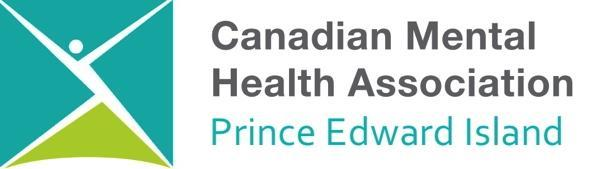 Canadian Mental
Health Association
Prince Edward Island